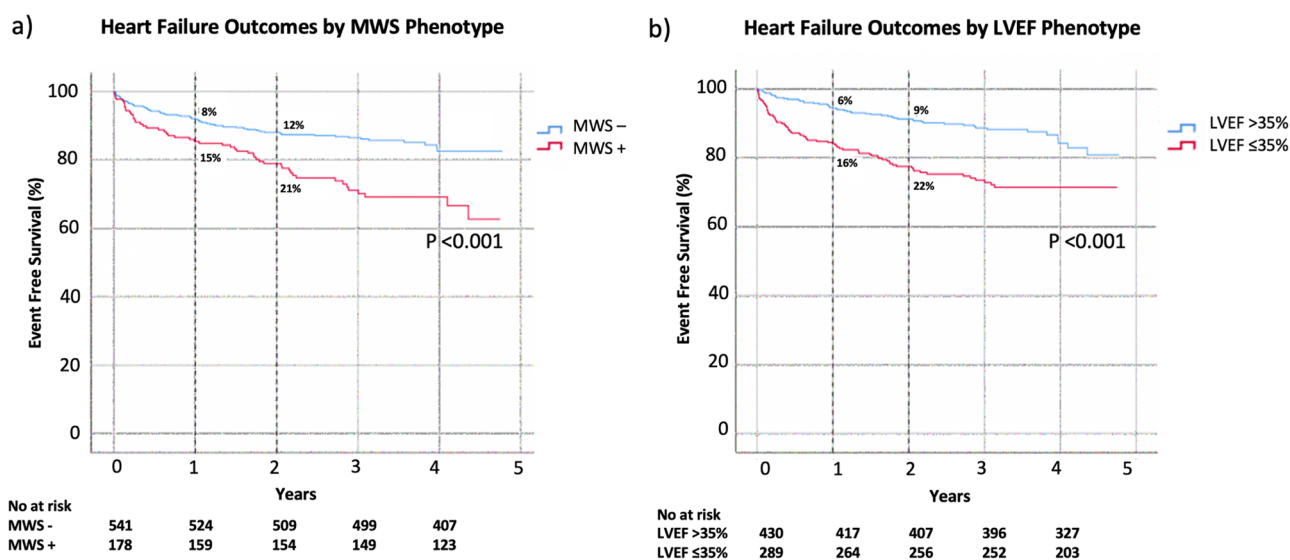 a)
Heart Failure Outcomes by MWS Phenotype
Event Free Survival (%)
100
80
60
40
20
0
8%
12%
15%
21%
MWS –
MWS +
P <0.001
0 1 2 3 4 5
Years
No at risk
MWS - 541 524 509 499 407
MWS + 178 159 154 149 123
b)
Heart Failure Outcomes by LVEF Phenotype
Event Free Survival (%)
100
80
60
40
20
0
6%
9%
16%
22%
LVEF >35%
LVEF ≤35%
P <0.001
0 1 2 3 4 5
Years
No at risk
LVEF >35% 430 417 407 396 327
LVEF ≤35% 289 264 256 252 203